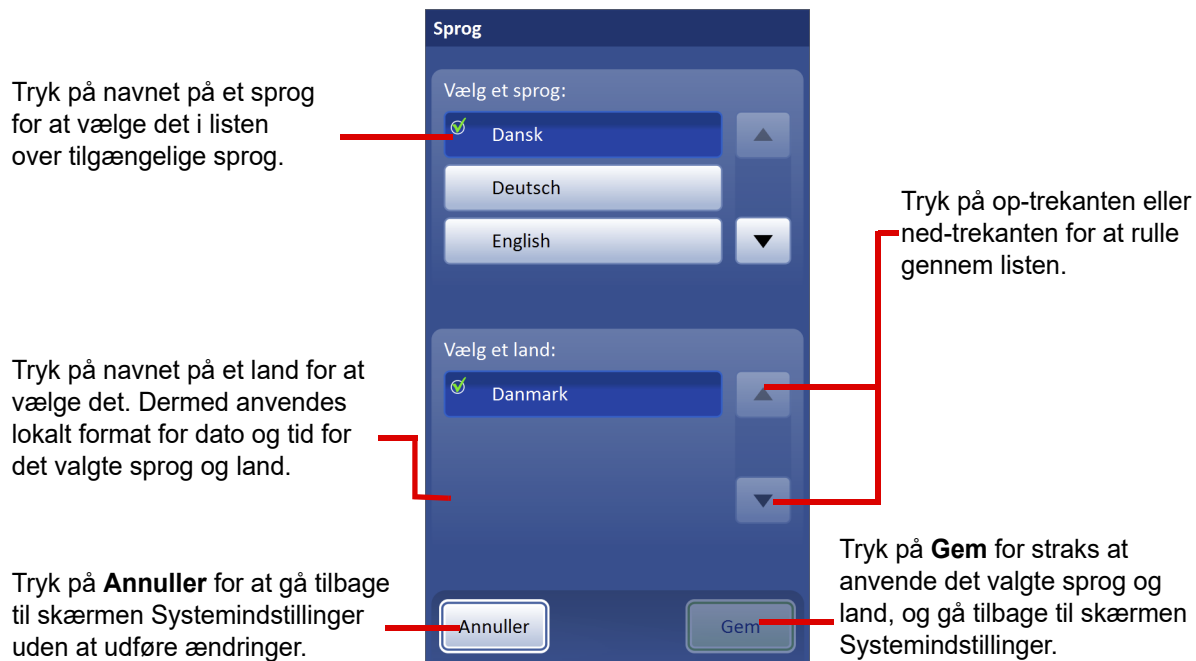 Sprog
Tryk på navnet på et sprog
for at vælge det i listen
over tilgængelige sprog.
Vælg et sprog:
Dansk
Deutsch
English
Tryk på op-trekanten eller
ned-trekanten for at rulle
gennem listen.
Tryk på navnet på et land for at
vælge det. Dermed anvendes
lokalt format for dato og tid for
det valgte sprog og land.
Vælg et land:
Danmark
Tryk på Annuller for at gå tilbage
til skærmen Systemindstillinger
uden at udføre ændringer.
Annuller
Gem
Tryk på Gem for straks at
anvende det valgte sprog og
land, og gå tilbage til skærmen
Systemindstillinger.